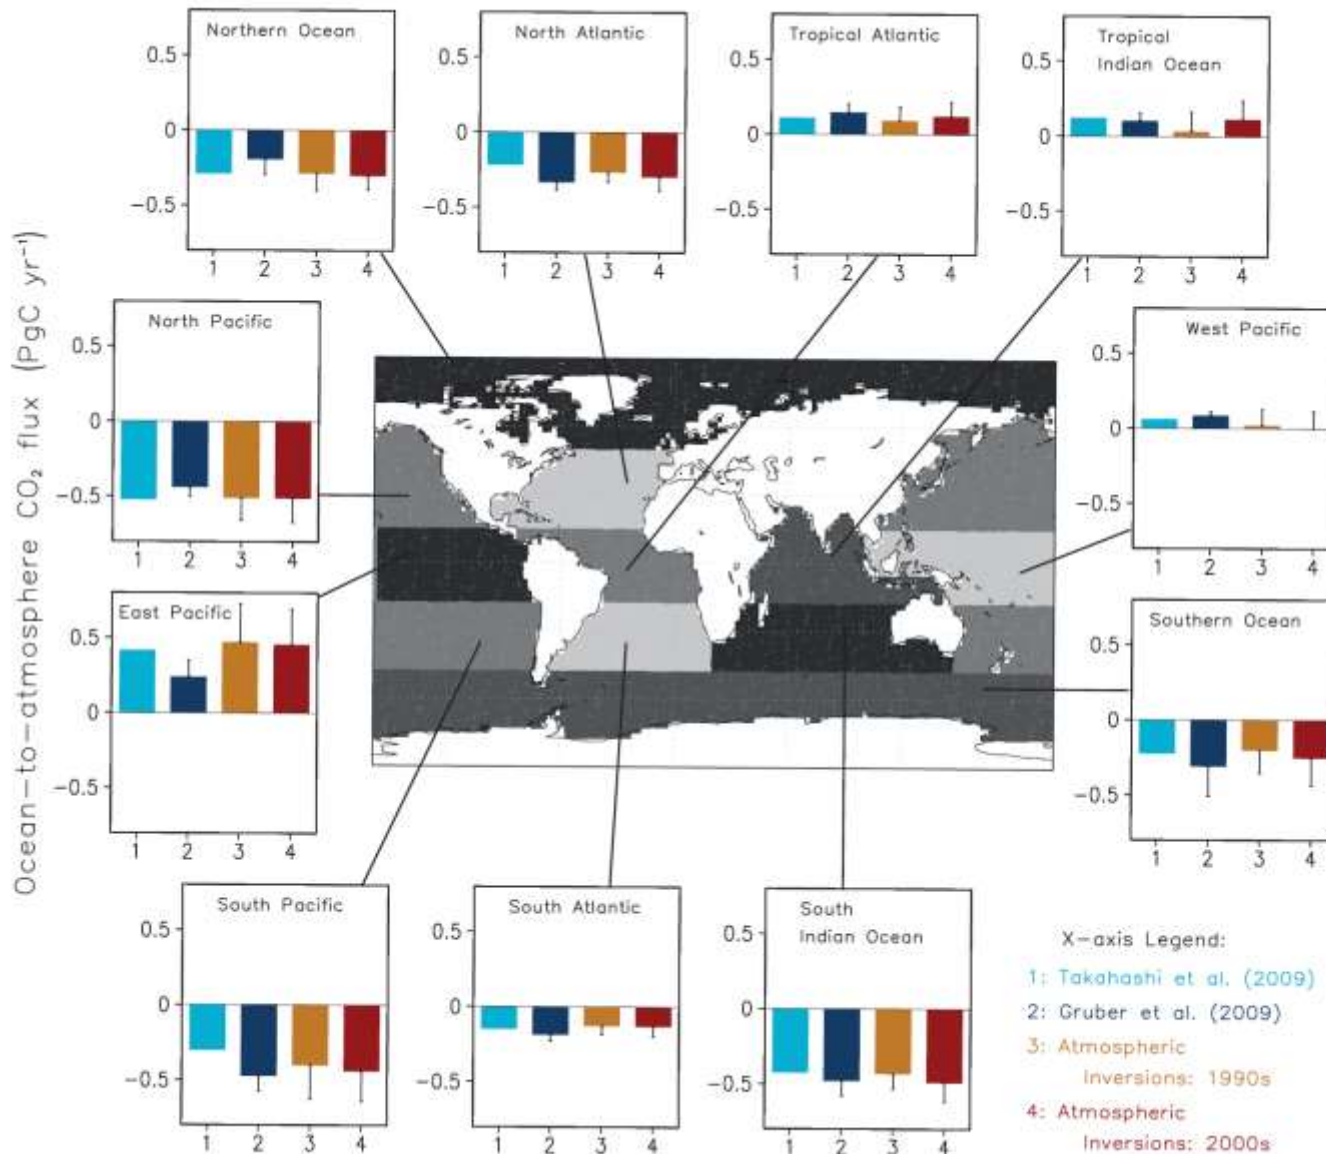 Ocean-to-atmosphere CO₂ flux (PgC yr⁻¹)
Northern Ocean
0.5
0
-0.5
1 2 3 4
North Atlantic
0.5
0
-0.5
1 2 3 4
Tropical Atlantic
0.5
0
-0.5
1 2 3 4
Tropical
Indian Ocean
0.5
0
-0.5
1 2 3 4
North Pacific
0.5
0
-0.5
1 2 3 4
West Pacific
0.5
0
-0.5
1 2 3 4
East Pacific
0.5
0
-0.5
1 2 3 4
Southern Ocean
0.5
0
-0.5
1 2 3 4
South Pacific
0.5
0
-0.5
1 2 3 4
South Atlantic
0.5
0
-0.5
1 2 3 4
South
Indian Ocean
0.5
0
-0.5
1 2 3 4
X-axis Legend:
1: Takahashi et al. (2009)
2: Gruber et al. (2009)
3: Atmospheric
Inversions: 1990s
4: Atmospheric
Inversions: 2000s